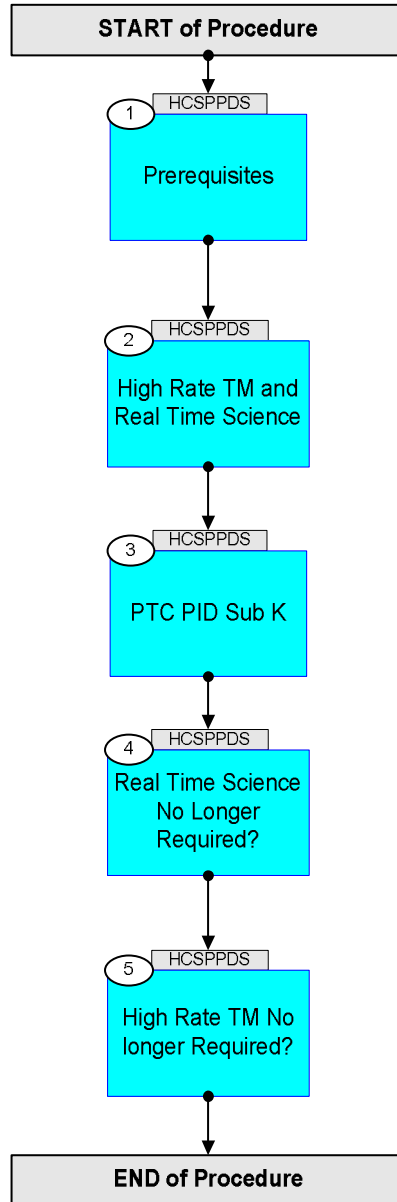 START of Procedure
HCSPPDS
1
Prerequisites
HCSPPDS
2
High Rate TM and
Real Time Science
HCSPPDS
3
PTC PID Sub K
HCSPPDS
4
Real Time Science
No Longer
Required?
HCSPPDS
5
High Rate TM No
longer Required?
END of Procedure